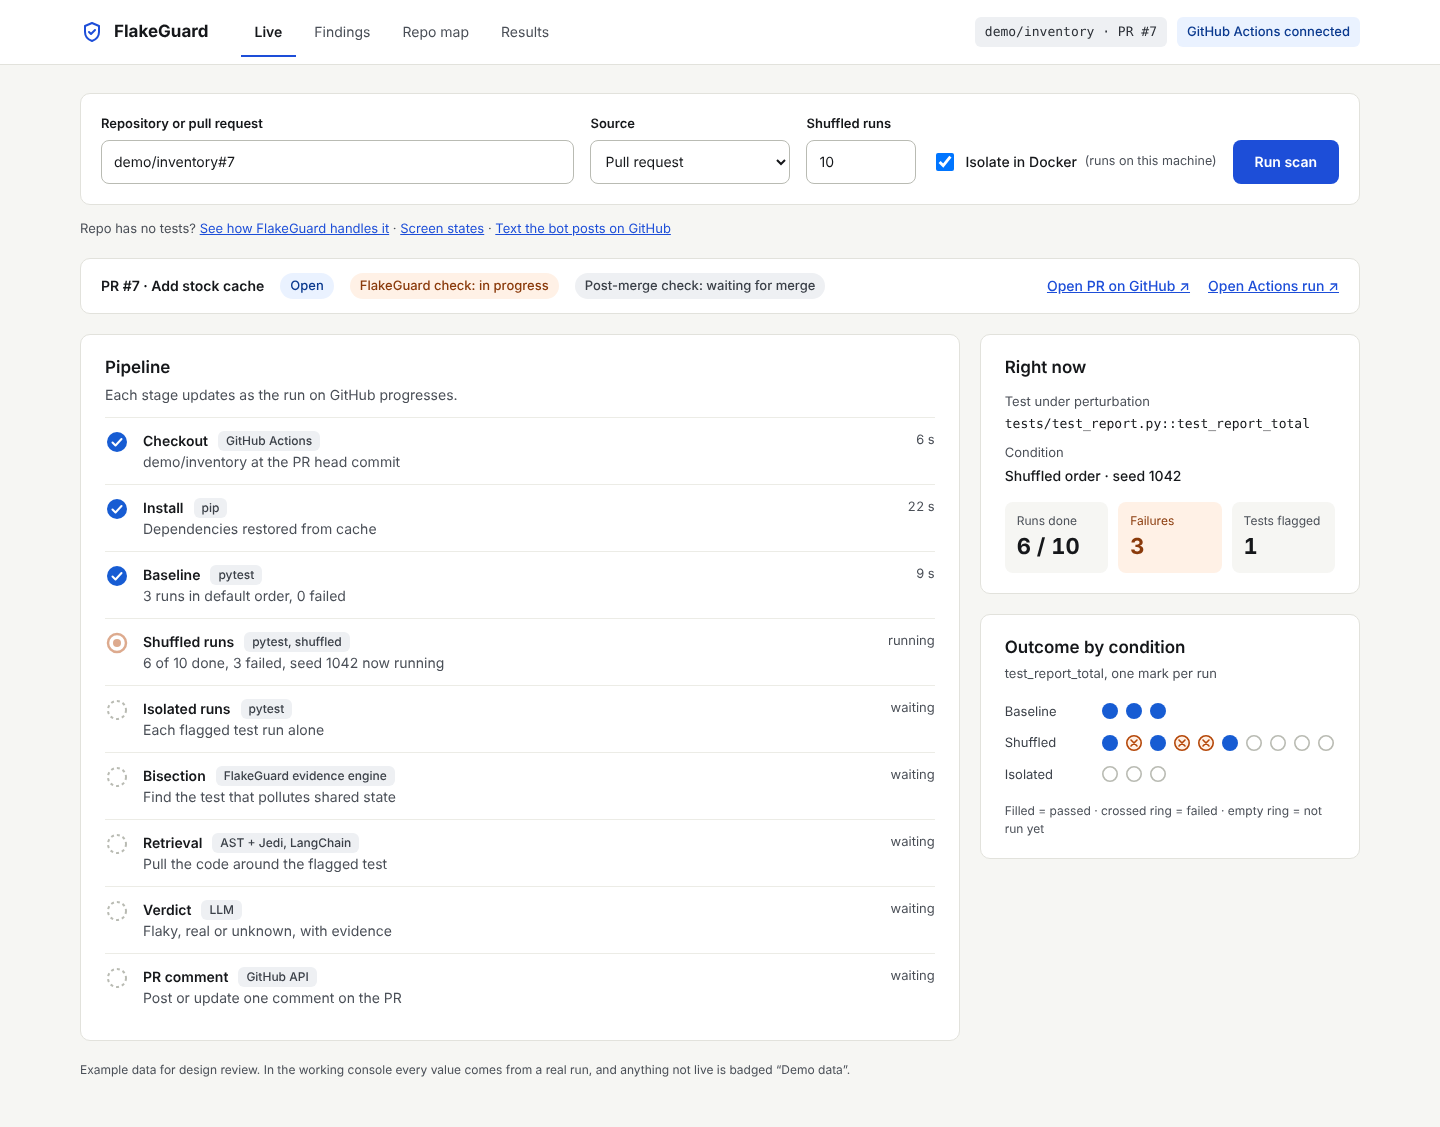 FlakeGuard
Live
Findings
Repo map
Results
demo/inventory · PR #7
GitHub Actions connected
Repository or pull request
Source
Shuffled runs
demo/inventory#7
Pull request
10
Isolate in Docker (runs on this machine)
Run scan
Repo has no tests? See how FlakeGuard handles it · Screen states · Text the bot posts on GitHub
PR #7 · Add stock cache
Open
FlakeGuard check: in progress
Post-merge check: waiting for merge
Open PR on GitHub ↗
Open Actions run ↗
Pipeline
Each stage updates as the run on GitHub progresses.
Checkout GitHub Actions 6 s
demo/inventory at the PR head commit
Install pip 22 s
Dependencies restored from cache
Baseline pytest 9 s
3 runs in default order, 0 failed
Shuffled runs pytest, shuffled running
6 of 10 done, 3 failed, seed 1042 now running
Isolated runs pytest waiting
Each flagged test run alone
Bisection FlakeGuard evidence engine waiting
Find the test that pollutes shared state
Retrieval AST + Jedi, LangChain waiting
Pull the code around the flagged test
Verdict LLM waiting
Flaky, real or unknown, with evidence
PR comment GitHub API waiting
Post or update one comment on the PR
Right now
Test under perturbation
tests/test_report.py::test_report_total
Condition
Shuffled order · seed 1042
Runs done
6 / 10
Failures
3
Tests flagged
1
Outcome by condition
test_report_total, one mark per run
Baseline
Shuffled
Isolated
Filled = passed · crossed ring = failed · empty ring = not
run yet
Example data for design review. In the working console every value comes from a real run, and anything not live is badged “Demo data”.